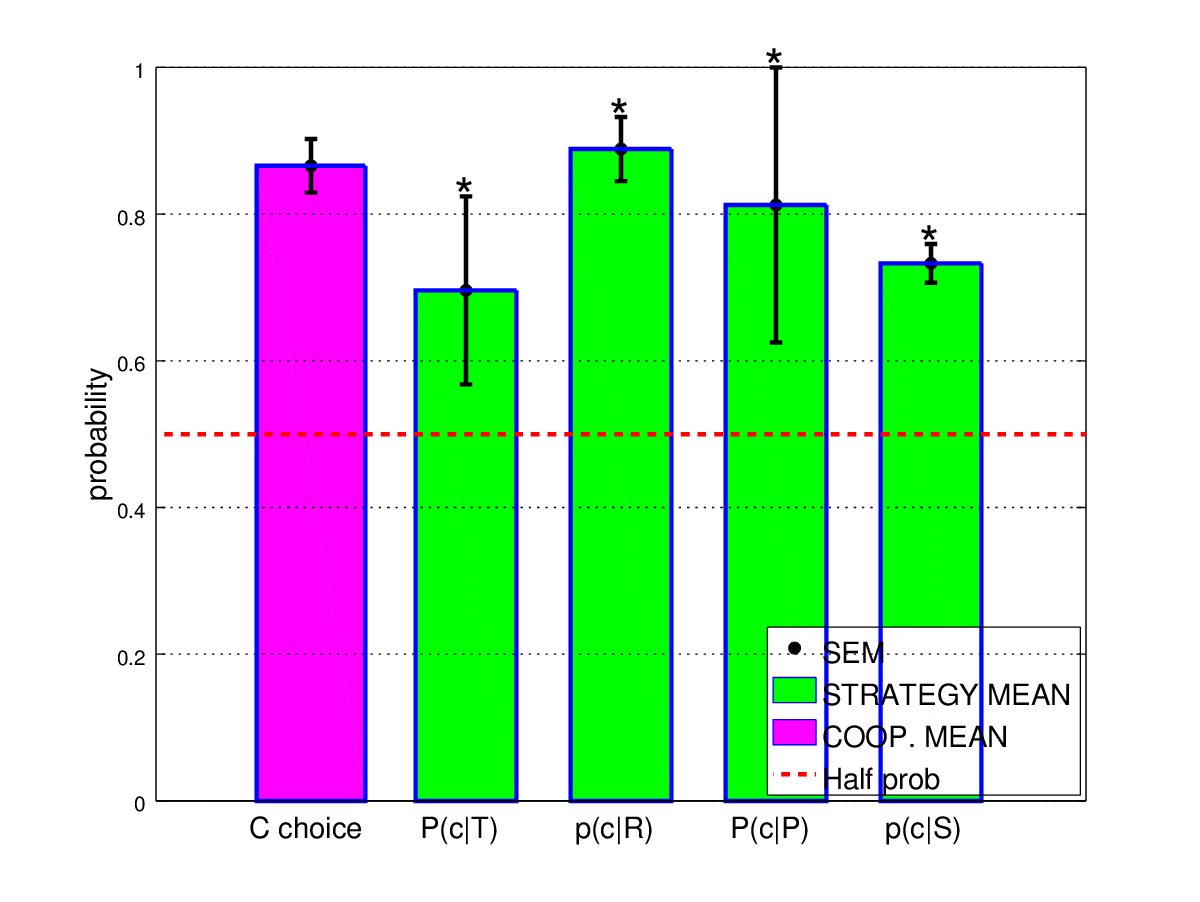 1
0.8
0.6
0.4
0.2
0
probability
*
*
*
*
C choice
P(c|T)
p(c|R)
P(c|P)
p(c|S)
SEM
STRATEGY MEAN
COOP. MEAN
Half prob